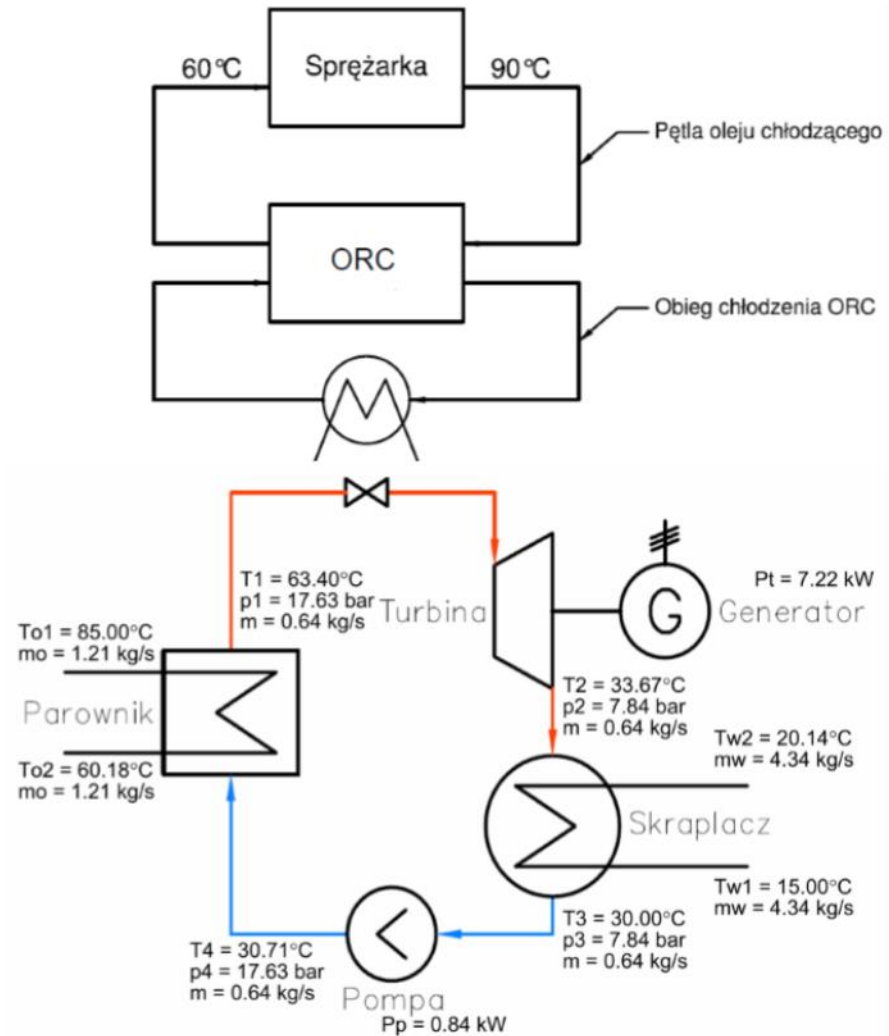 Sprężarka
60°C
90°C
Pętla oleju chłodzącego
ORC
Obieg chłodzenia ORC
T1 = 63.40°C
p1 = 17.63 bar
m = 0.64 kg/s
Turbina
G
Generator
Pt = 7.22 kW
To1 = 85.00°C
mo = 1.21 kg/s
Parownik
To2 = 60.18°C
mo = 1.21 kg/s
T2 = 33.67°C
p2 = 7.84 bar
m = 0.64 kg/s
Tw2 = 20.14°C
mw = 4.34 kg/s
Skraplacz
Tw1 = 15.00°C
mw = 4.34 kg/s
T3 = 30.00°C
p3 = 7.84 bar
m = 0.64 kg/s
T4 = 30.71°C
p4 = 17.63 bar
m = 0.64 kg/s
Pompa
Pp = 0.84 kW